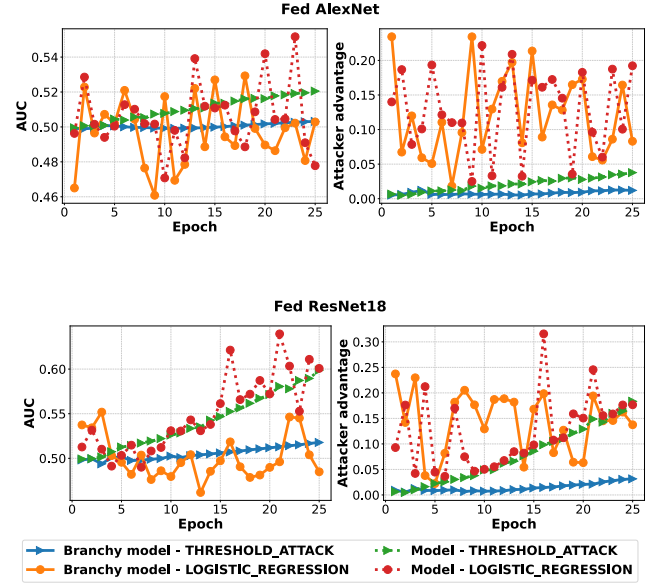 Fed AlexNet
0.54
0.52
0.50
0.48
0.46
AUC
0 5 10 15 20 25
Epoch
0.20
0.15
0.10
0.05
0.00
Attacker advantage
0 5 10 15 20 25
Epoch
Fed ResNet18
0.60
0.55
0.50
AUC
0 5 10 15 20 25
Epoch
0.30
0.25
0.20
0.15
0.10
0.05
0.00
Attacker advantage
0 5 10 15 20 25
Epoch
Branchy model - THRESHOLD_ATTACK
Branchy model - LOGISTIC_REGRESSION
Model - THRESHOLD_ATTACK
Model - LOGISTIC_REGRESSION